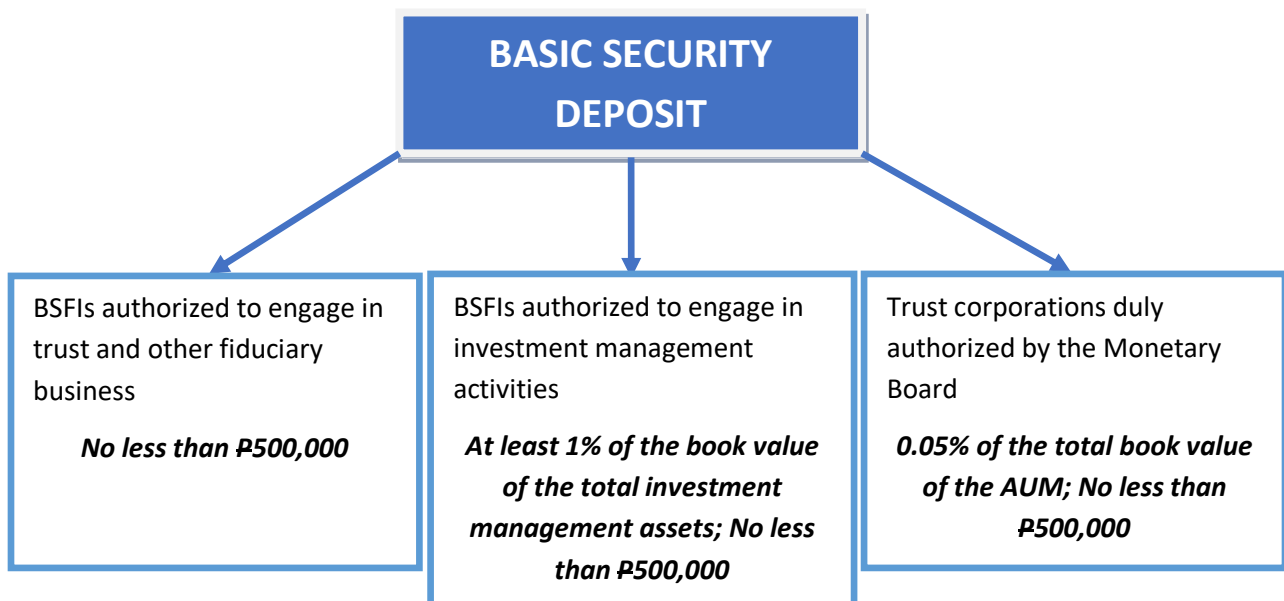 BASIC SECURITY
DEPOSIT
BSFIs authorized to engage in
trust and other fiduciary
business
No less than ₱500,000
BSFIs authorized to engage in
investment management
activities
At least 1% of the book value
of the total investment
management assets; No less
than ₱500,000
Trust corporations duly
authorized by the Monetary
Board
0.05% of the total book value
of the AUM; No less than
₱500,000